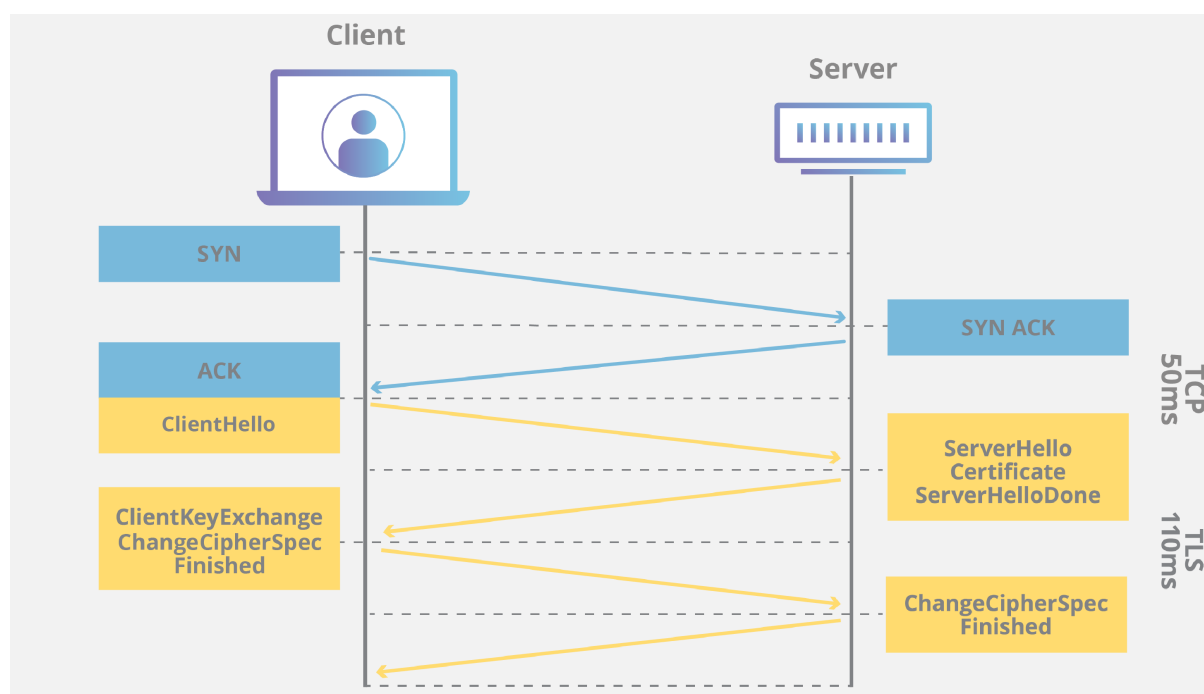 Client
Server
SYN
SYN ACK
ACK
ClientHello
TCP
50ms
ServerHello
Certificate
ServerHelloDone
ClientKeyExchange
ChangeCipherSpec
Finished
TLS
110ms
ChangeCipherSpec
Finished